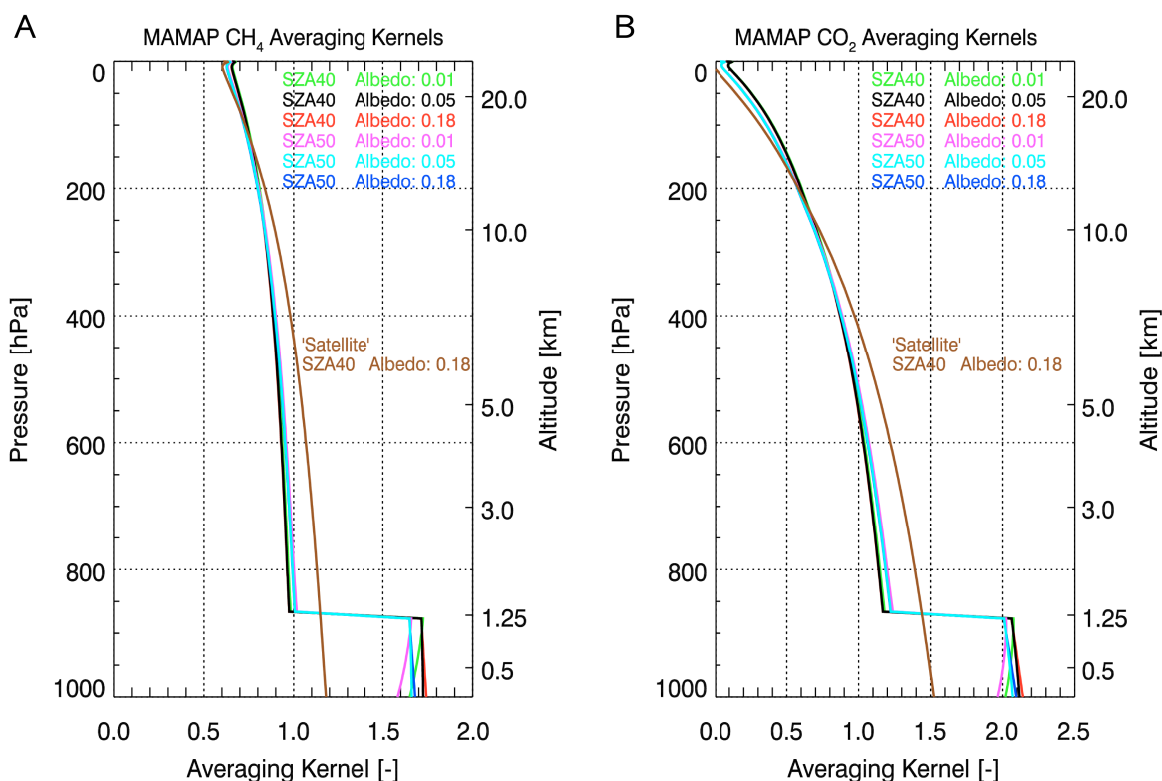 A
MAMAP CH4 Averaging Kernels
SZA40 Albedo: 0.01
SZA40 Albedo: 0.05
SZA40 Albedo: 0.18
SZA50 Albedo: 0.01
SZA50 Albedo: 0.05
SZA50 Albedo: 0.18
'Satellite'
SZA40 Albedo: 0.18
Pressure [hPa]
0
200
400
600
800
1000
20.0
10.0
5.0
3.0
1.25
0.5
Altitude [km]
0.0 0.5 1.0 1.5 2.0
Averaging Kernel [-]
B
MAMAP CO2 Averaging Kernels
SZA40 Albedo: 0.01
SZA40 Albedo: 0.05
SZA40 Albedo: 0.18
SZA50 Albedo: 0.01
SZA50 Albedo: 0.05
SZA50 Albedo: 0.18
'Satellite'
SZA40 Albedo: 0.18
Pressure [hPa]
0
200
400
600
800
1000
20.0
10.0
5.0
3.0
1.25
0.5
Altitude [km]
0.0 0.5 1.0 1.5 2.0 2.5
Averaging Kernel [-]